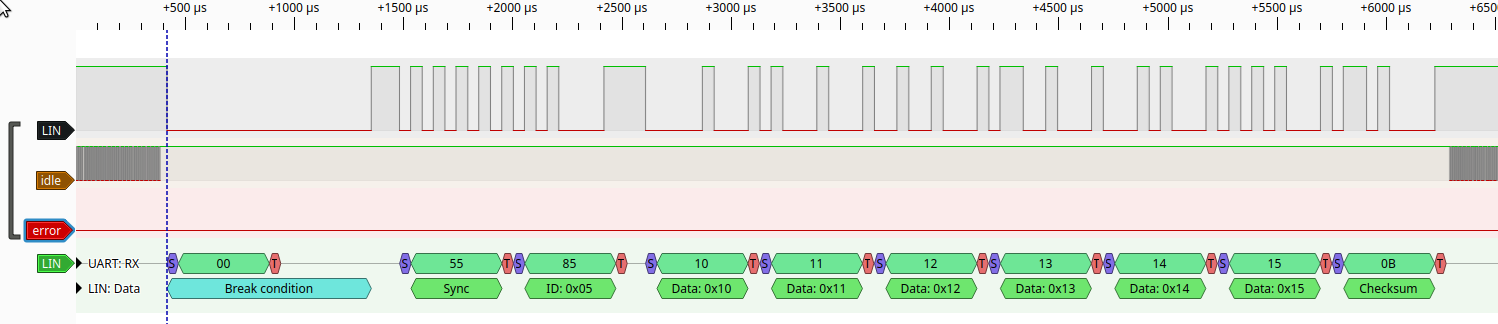 +500 µs +1000 µs +1500 µs +2000 µs +2500 µs +3000 µs +3500 µs +4000 µs +4500 µs +5000 µs +5500 µs +6000 µs +6500
LIN
idle
error
LIN UART: RX S 00 T S 55 T S 85 T S 10 T S 11 T S 12 T S 13 T S 14 T S 15 T S 0B T
LIN: Data Break condition Sync ID: 0x05 Data: 0x10 Data: 0x11 Data: 0x12 Data: 0x13 Data: 0x14 Data: 0x15 Checksum